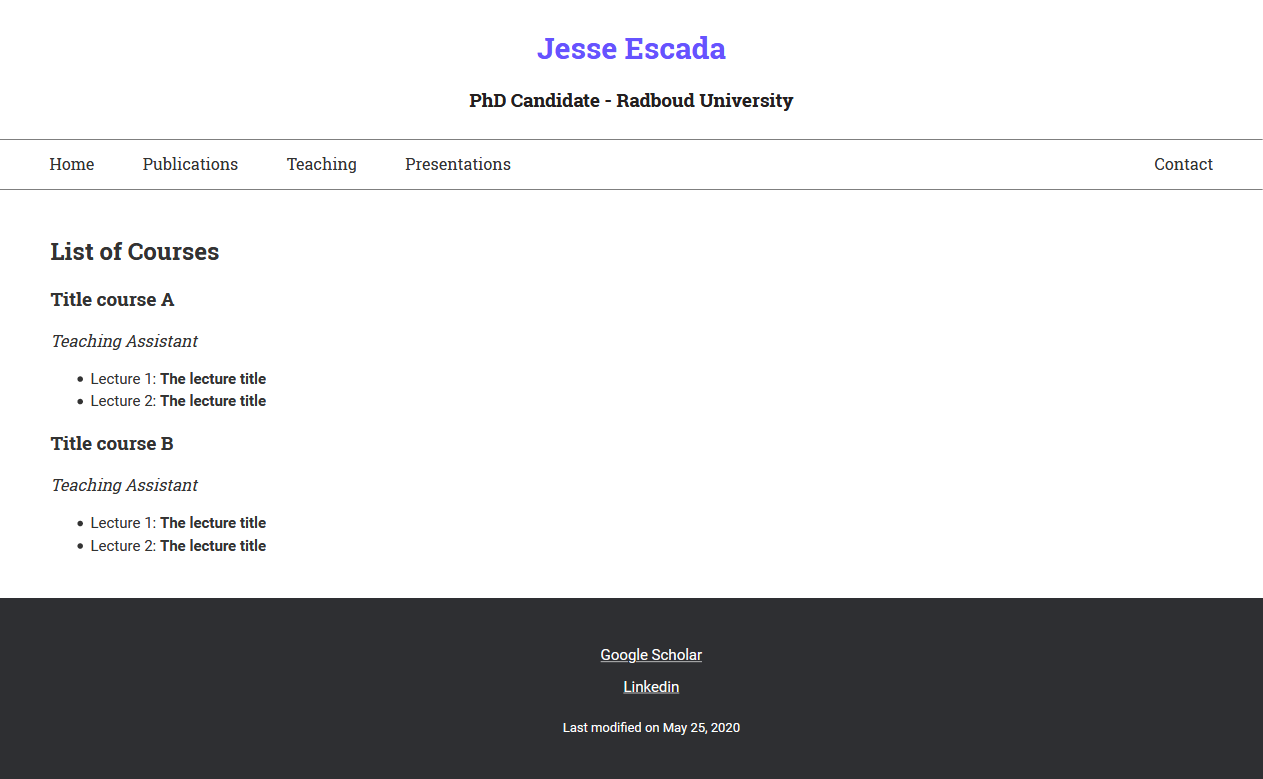 Jesse Escada
PhD Candidate - Radboud University
Home Publications Teaching Presentations Contact
List of Courses
Title course A
Teaching Assistant
Lecture 1: The lecture title
Lecture 2: The lecture title
Title course B
Teaching Assistant
Lecture 1: The lecture title
Lecture 2: The lecture title
Google Scholar
Linkedin
Last modified on May 25, 2020